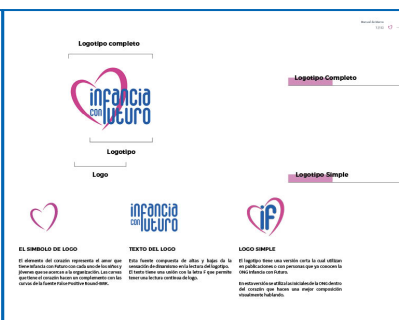 Logotipo completo
infancia
con futuro
Logotipo
Logo
Logotipo Completo
Logotipo Simple
infancia
con futuro
if
EL SIMBOLO DE LOGO
El elemento del corazón representa el amor que
tiene Infancia con Futuro con cada uno de los niños y
jóvenes que se acercan a la organización. Las curvas
que tiene el corazón hacen un complemento con las
curvas de la fuente False Positive Round-BRK.
TEXTO DEL LOGO
Esta fuente compuesta de altas y bajas da la
sensación de dinamismo en la lectura del logotipo.
El texto tiene una unión con la letra F que permite
tener una lectura continua de logo.
LOGO SIMPLE
El logotipo tiene una versión corta la cual utilizan
en publicaciones o con personas que ya conocen la
ONG Infancia con Futuro.
En esta versión se utiliza las iniciales de la ONG dentro
del corazón que hacen una mejor composición
visualmente hablando.